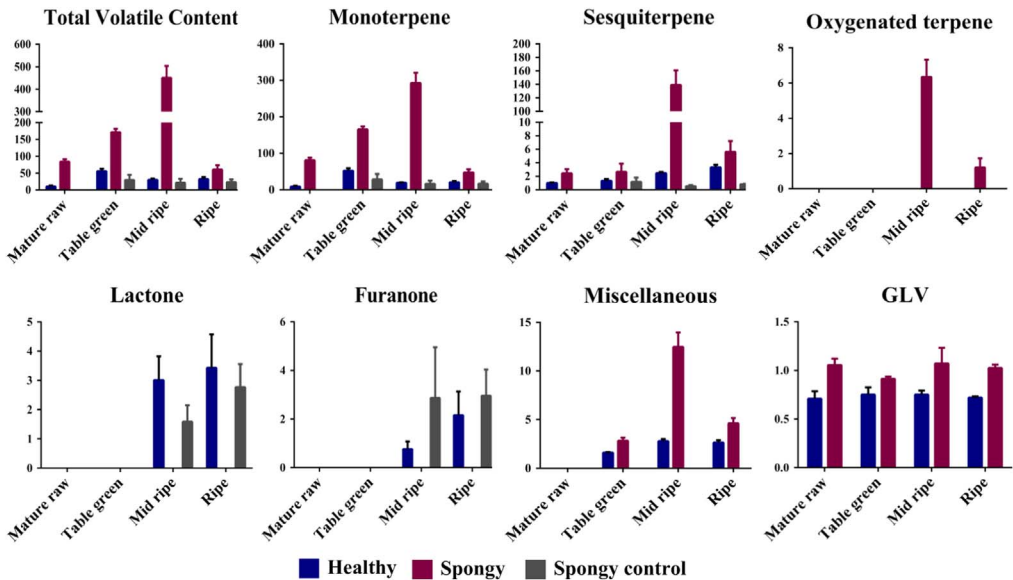 Total Volatile Content
600
500
400
300
200
150
100
50
0
Mature raw
Table green
Mid ripe
Ripe
Monoterpene
400
300
200
100
0
Mature raw
Table green
Mid ripe
Ripe
Sesquiterpene
200
180
160
140
120
100
8
6
4
2
0
Mature raw
Table green
Mid ripe
Ripe
Oxygenated terpene
8
6
4
2
0
Mature raw
Table green
Mid ripe
Ripe
Lactone
5
4
3
2
1
0
Mature raw
Table green
Mid ripe
Ripe
Furanone
6
4
2
0
Mature raw
Table green
Mid ripe
Ripe
Miscellaneous
15
10
5
0
Mature raw
Table green
Mid ripe
Ripe
GLV
1.5
1.0
0.5
0.0
Mature raw
Table green
Mid ripe
Ripe
Healthy Spongy Spongy control